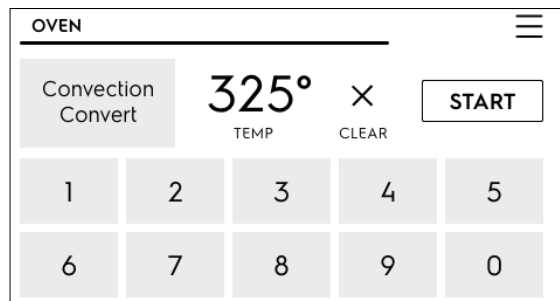 OVEN
Convection
Convert
325°
TEMP
CLEAR
START
1 2 3 4 5
6 7 8 9 0